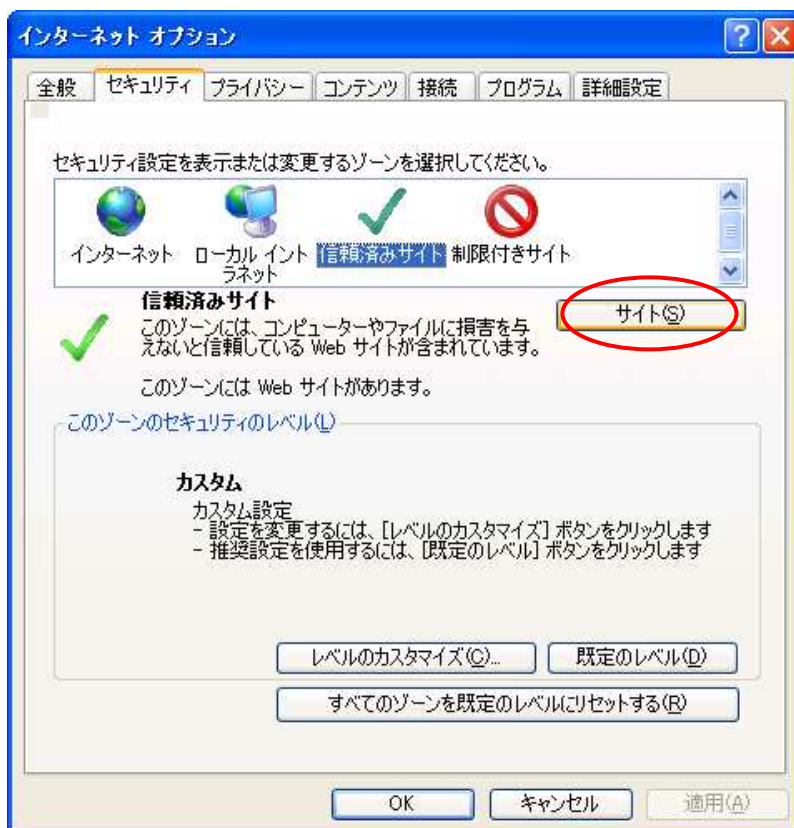 インターネット オプション
全般 セキュリティ プライバシー コンテンツ 接続 プログラム 詳細設定
セキュリティ設定を表示または変更するゾーンを選択してください。
インターネット ローカル イント 信頼済みサイト 制限付きサイト
ラネット
信頼済みサイト
サイト(S)
このゾーンには、コンピューターやファイルに損害を与
えないと信頼している Web サイトが含まれています。
このゾーンには Web サイトがあります。
このゾーンのセキュリティのレベル(L)
カスタム
カスタム設定
- 設定を変更するには、[レベルのカスタマイズ] ボタンをクリックします
- 推奨設定を使用するには、[既定のレベル] ボタンをクリックします
レベルのカスタマイズ(C)... 既定のレベル(D)
すべてのゾーンを既定のレベルにリセットする(R)
OK キャンセル 適用(A)